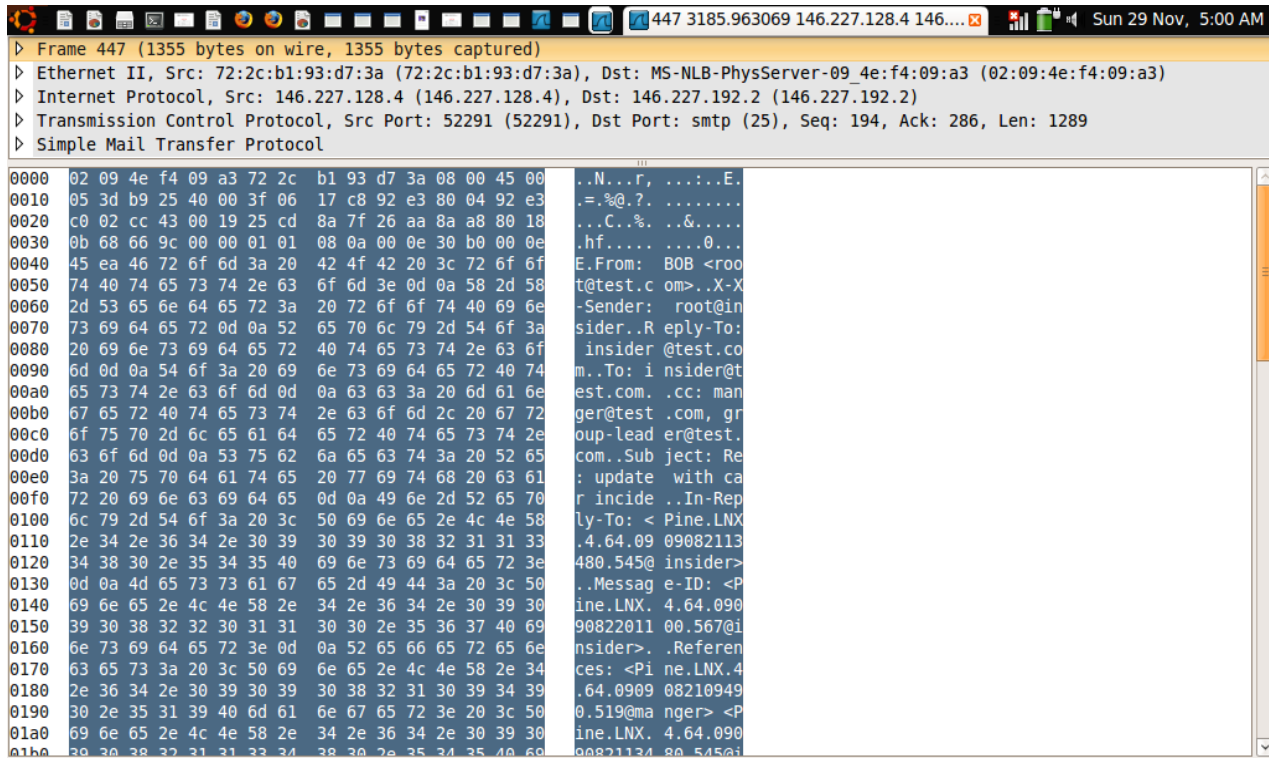 447 3185.963069 146.227.128.4 146.... Sun 29 Nov, 5:00 AM
Frame 447 (1355 bytes on wire, 1355 bytes captured)
Ethernet II, Src: 72:2c:b1:93:d7:3a (72:2c:b1:93:d7:3a), Dst: MS-NLB-PhysServer-09_4e:f4:09:a3 (02:09:4e:f4:09:a3)
Internet Protocol, Src: 146.227.128.4 (146.227.128.4), Dst: 146.227.192.2 (146.227.192.2)
Transmission Control Protocol, Src Port: 52291 (52291), Dst Port: smtp (25), Seq: 194, Ack: 286, Len: 1289
Simple Mail Transfer Protocol
0000 02 09 4e f4 09 a3 72 2c b1 93 d7 3a 08 00 45 00 ..N...r, ...:..E.
0010 05 3d b9 25 40 00 3f 06 17 c8 92 e3 80 04 92 e3 .=.%@.?. ........
0020 c0 02 cc 43 00 19 25 cd 8a 7f 26 aa 8a a8 80 18 ...C..%. ..&.....
0030 0b 68 66 9c 00 00 01 01 08 0a 00 0e 30 b0 00 0e .hf..... ....0...
0040 45 ea 46 72 6f 6d 3a 20 42 4f 42 20 3c 72 6f 6f E.From: BOB <roo
0050 74 40 74 65 73 74 2e 63 6f 6d 3e 0d 0a 58 2d 58 t@test.c om>..X-X
0060 2d 53 65 6e 64 65 72 3a 20 72 6f 6f 74 40 69 6e -Sender: root@in
0070 73 69 64 65 72 0d 0a 52 65 70 6c 79 2d 54 6f 3a sider..R eply-To:
0080 20 69 6e 73 69 64 65 72 40 74 65 73 74 2e 63 6f insider @test.co
0090 6d 0d 0a 54 6f 3a 20 69 6e 73 69 64 65 72 40 74 m..To: i nsider@t
00a0 65 73 74 2e 63 6f 6d 0d 0a 63 63 3a 20 6d 61 6e est.com. .cc: man
00b0 67 65 72 40 74 65 73 74 2e 63 6f 6d 2c 20 67 72 ger@test .com, gr
00c0 6f 75 70 2d 6c 65 61 64 65 72 40 74 65 73 74 2e oup-lead er@test.
00d0 63 6f 6d 0d 0a 53 75 62 6a 65 63 74 3a 20 52 65 com..Sub ject: Re
00e0 3a 20 75 70 64 61 74 65 20 77 69 74 68 20 63 61 : update with ca
00f0 72 20 69 6e 63 69 64 65 0d 0a 49 6e 2d 52 65 70 r incide ..In-Rep
0100 6c 79 2d 54 6f 3a 20 3c 50 69 6e 65 2e 4c 4e 58 ly-To: < Pine.LNX
0110 2e 34 2e 36 34 2e 30 39 30 39 30 38 32 31 31 33 .4.64.09 09082113
0120 34 38 30 2e 35 34 35 40 69 6e 73 69 64 65 72 3e 480.545@ insider>
0130 0d 0a 4d 65 73 73 61 67 65 2d 49 44 3a 20 3c 50 ..Messag e-ID: <P
0140 69 6e 65 2e 4c 4e 58 2e 34 2e 36 34 2e 30 39 30 ine.LNX. 4.64.090
0150 39 30 38 32 32 30 31 31 30 30 2e 35 36 37 40 69 90822011 00.567@i
0160 6e 73 69 64 65 72 3e 0d 0a 52 65 66 65 72 65 6e nsider>. .Referen
0170 63 65 73 3a 20 3c 50 69 6e 65 2e 4c 4e 58 2e 34 ces: <Pi ne.LNX.4
0180 2e 36 34 2e 30 39 30 39 30 38 32 31 30 39 34 39 .64.0909 08210949
0190 30 2e 35 31 39 40 6d 61 6e 67 65 72 3e 20 3c 50 0.519@ma nger> <P
01a0 69 6e 65 2e 4c 4e 58 2e 34 2e 36 34 2e 30 39 30 ine.LNX. 4.64.090
01b0 39 30 38 32 31 31 33 34 38 30 2e 35 34 35 40 69 90821134 80.545@i